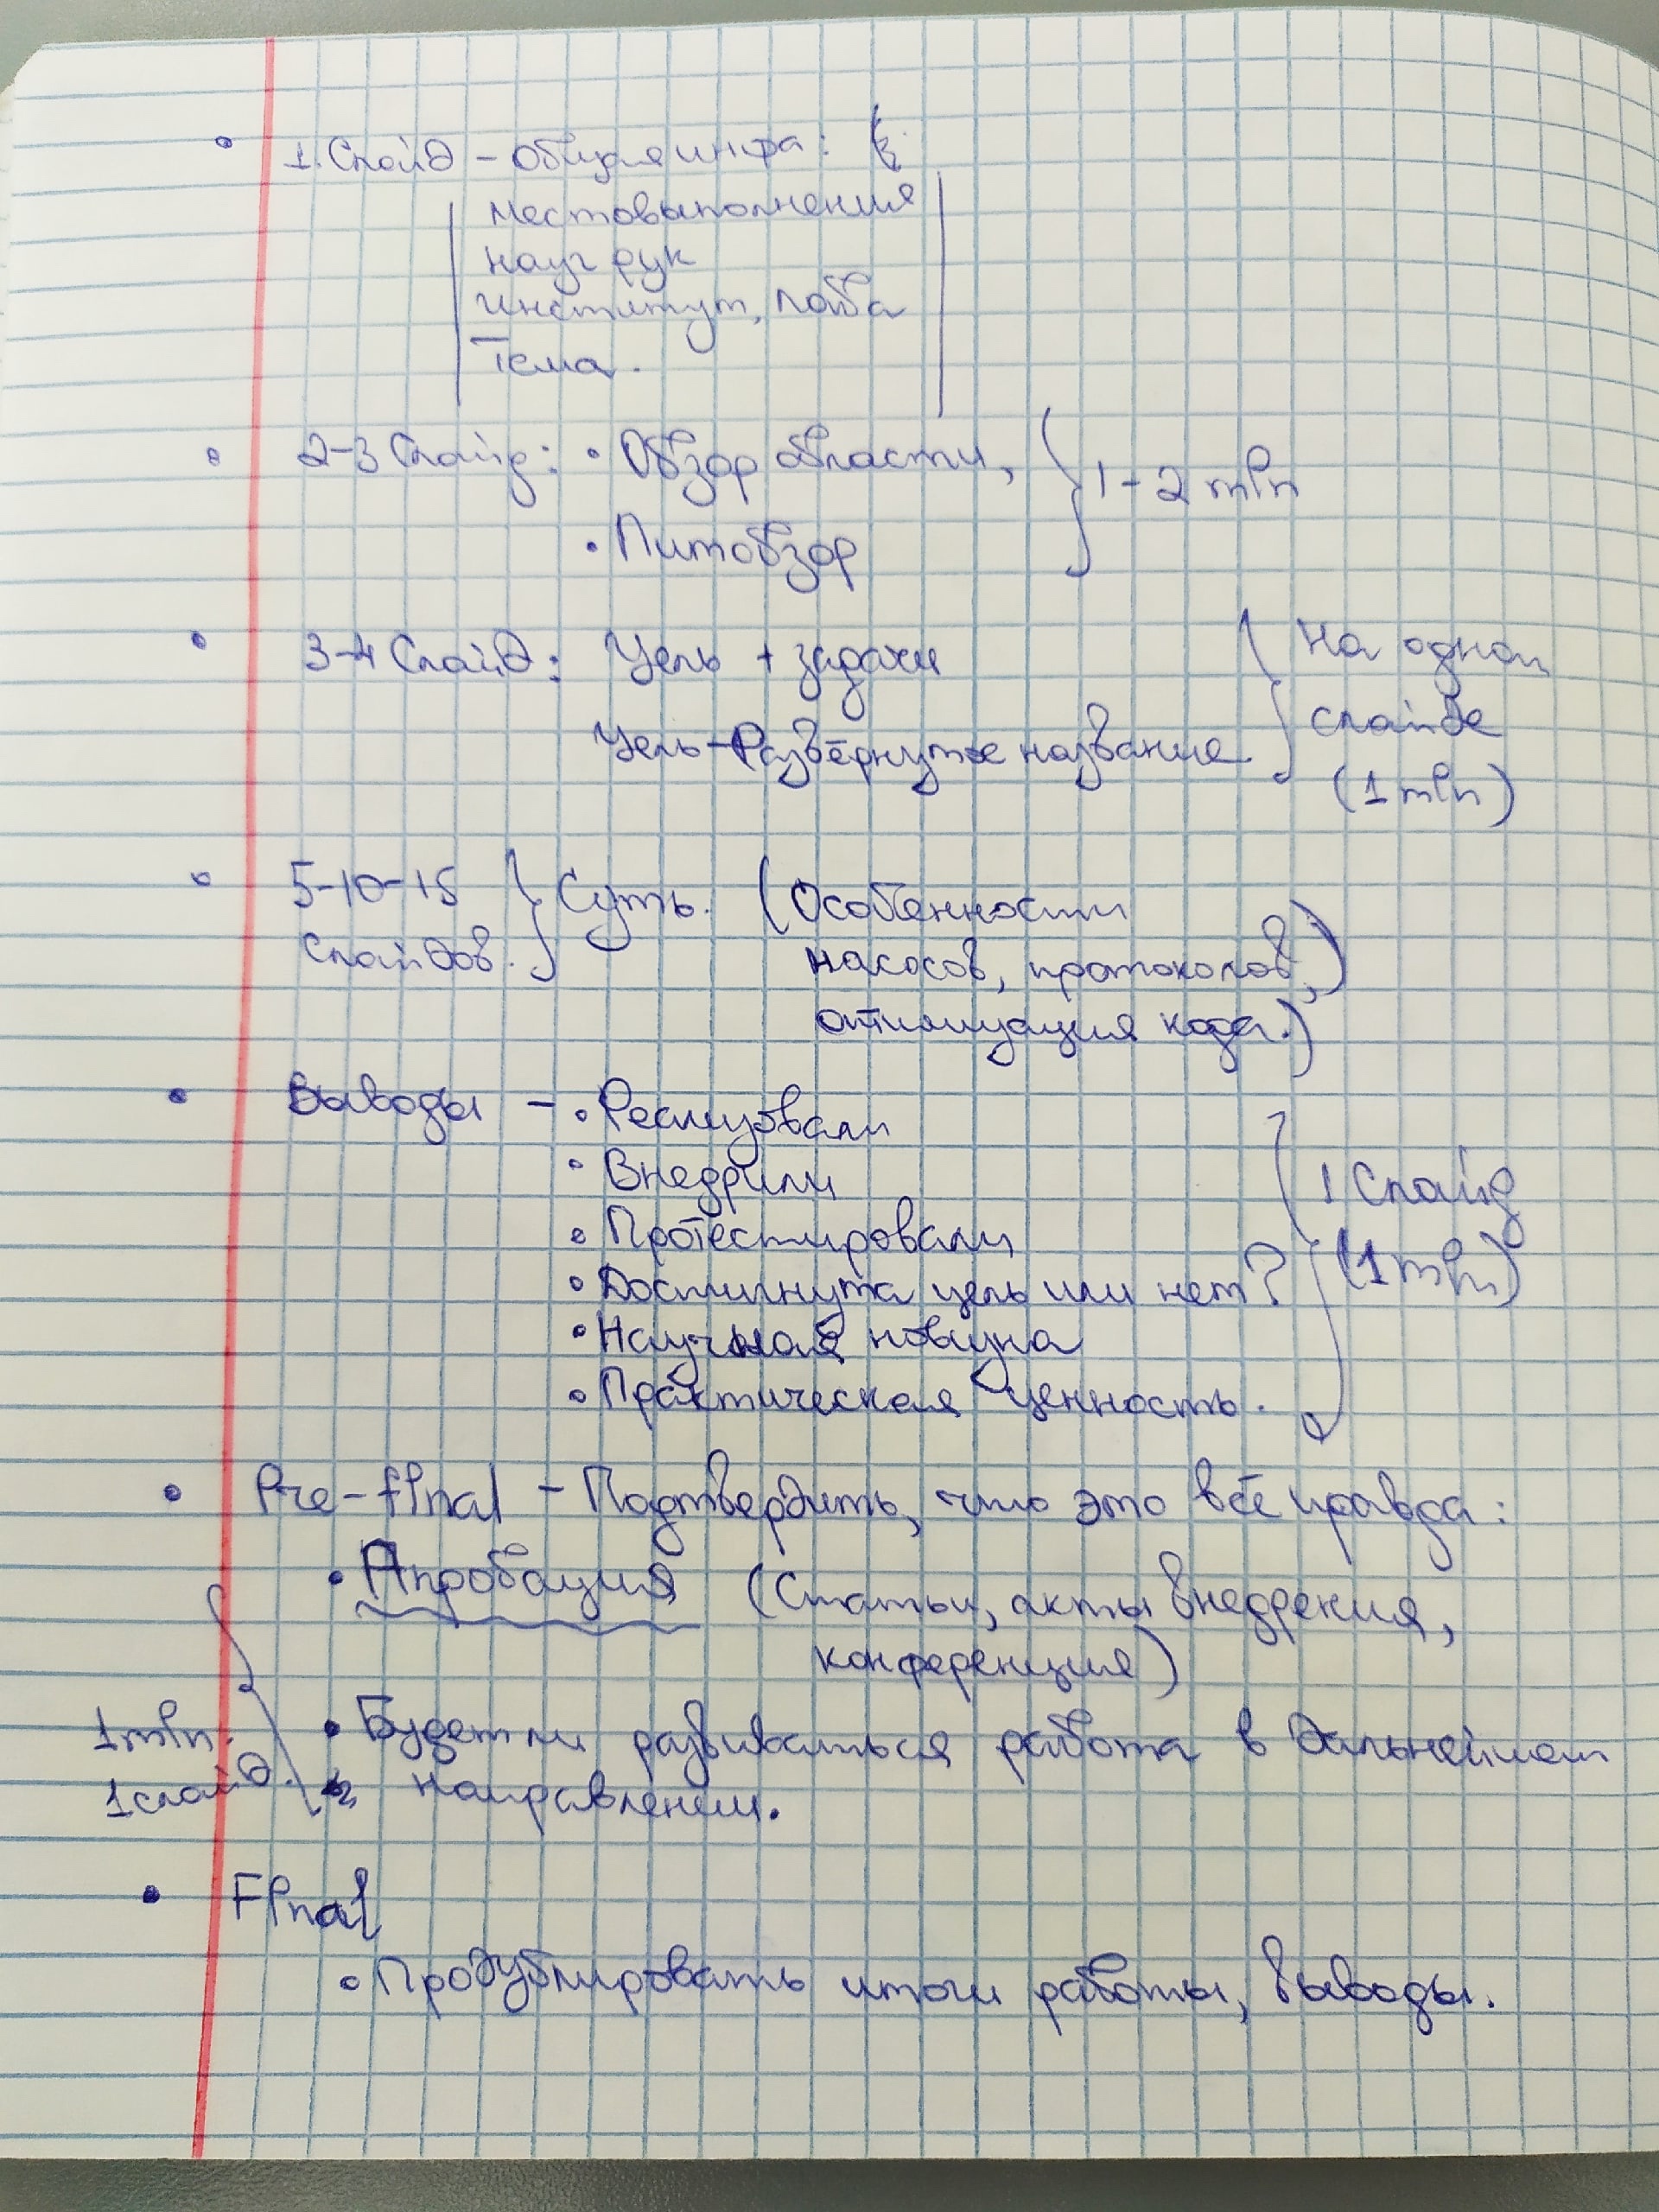 • 1. Слайд – Общая инфа:
место выполнения
науч рук
институт, лаба
Тема.
• 2-3 Слайд: • Обзор области, } 1-2 min
• Литобзор
• 3-4 Слайд: Цель + задачи } На одном
Цель – Развёрнутое название. слайде
(1 min)
• 5-10-15 } Суть. (Особенности
слайдов. насосов, протоколов,)
оптимизация кода.)
• Выводы – • Реализовали
• Внедрили } 1 Слайд
• Протестировали (1 min)
• Достигнута цель или нет?
• Научная новизна
• Практическая ценность.
• Pre-final – Подтвердить, что это всё правда:
• Апробация (Статьи, акты внедрения,
конференция)
1 min. • Будет ли развиваться работа в дальнейшем
1 слайд. направлении.
• Final
• Продублировать итоги работы, выводы.